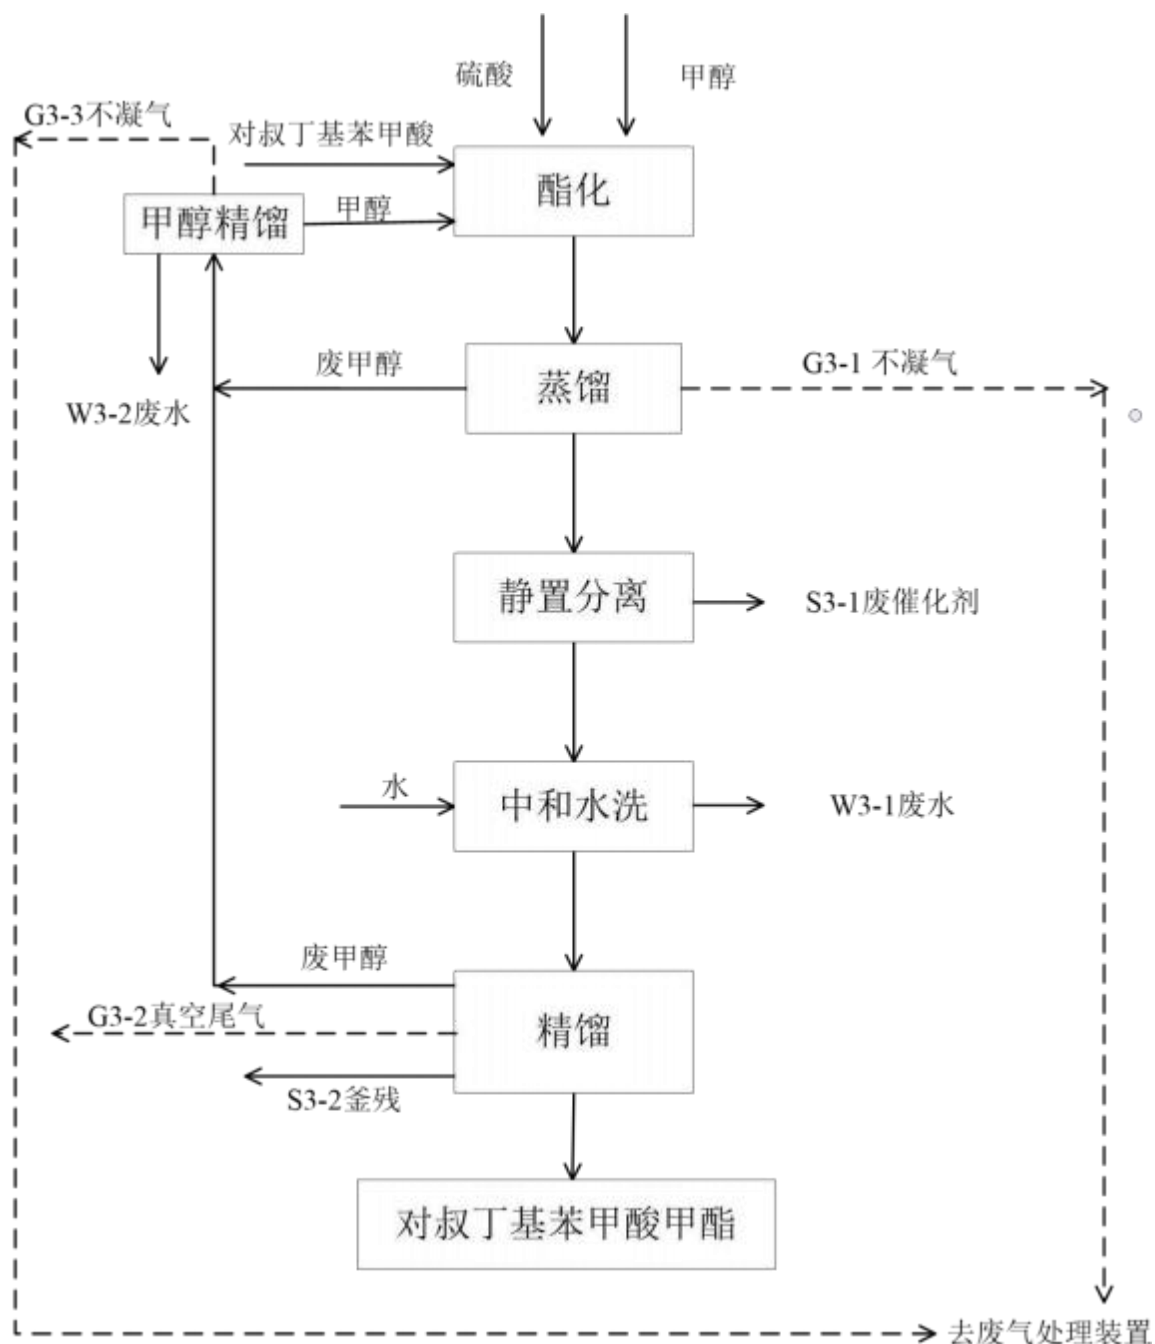 硫酸
甲醇
G3-3不凝气
对叔丁基苯甲酸
酯化
甲醇精馏
甲醇
废甲醇
蒸馏
G3-1 不凝气
W3-2废水
静置分离
S3-1废催化剂
水
中和水洗
W3-1废水
废甲醇
G3-2真空尾气
精馏
S3-2釜残
对叔丁基苯甲酸甲酯
去废气处理装置